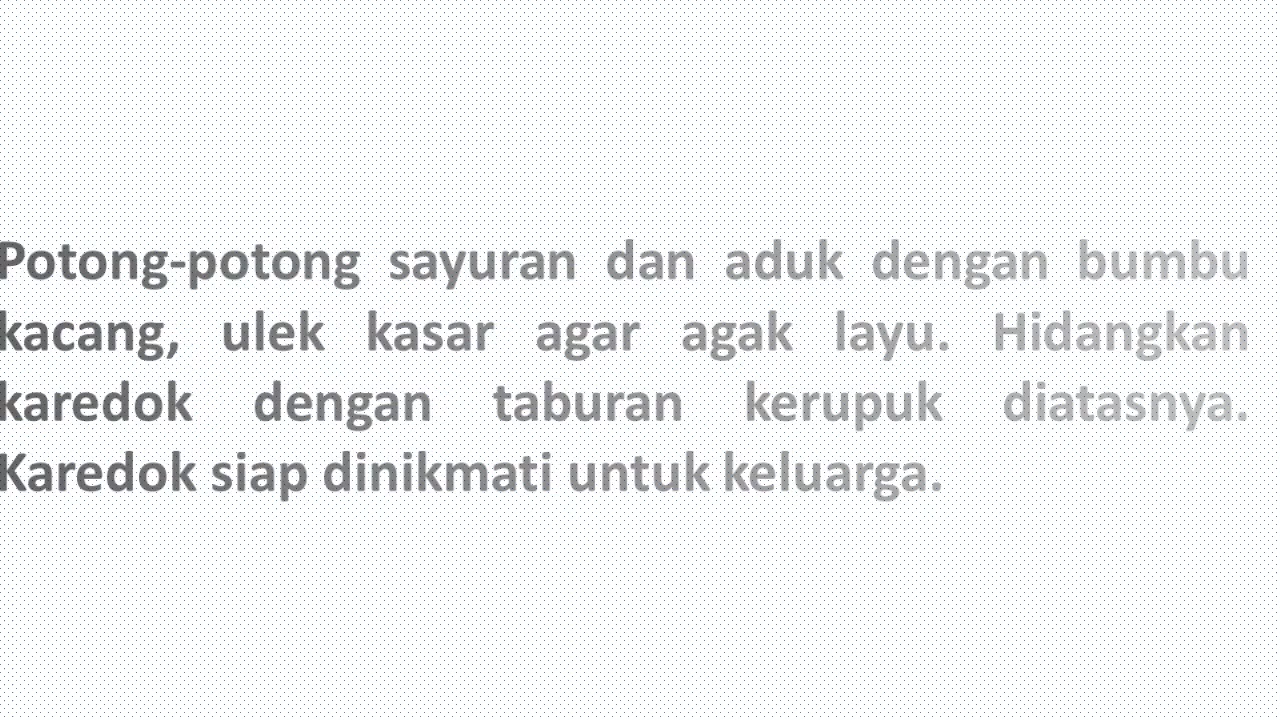 Potong-potong sayuran dan aduk dengan bumbu
kacang, ulek kasar agar agak layu. Hidangkan
karedok dengan taburan kerupuk diatasnya.
Karedok siap dinikmati untuk keluarga.